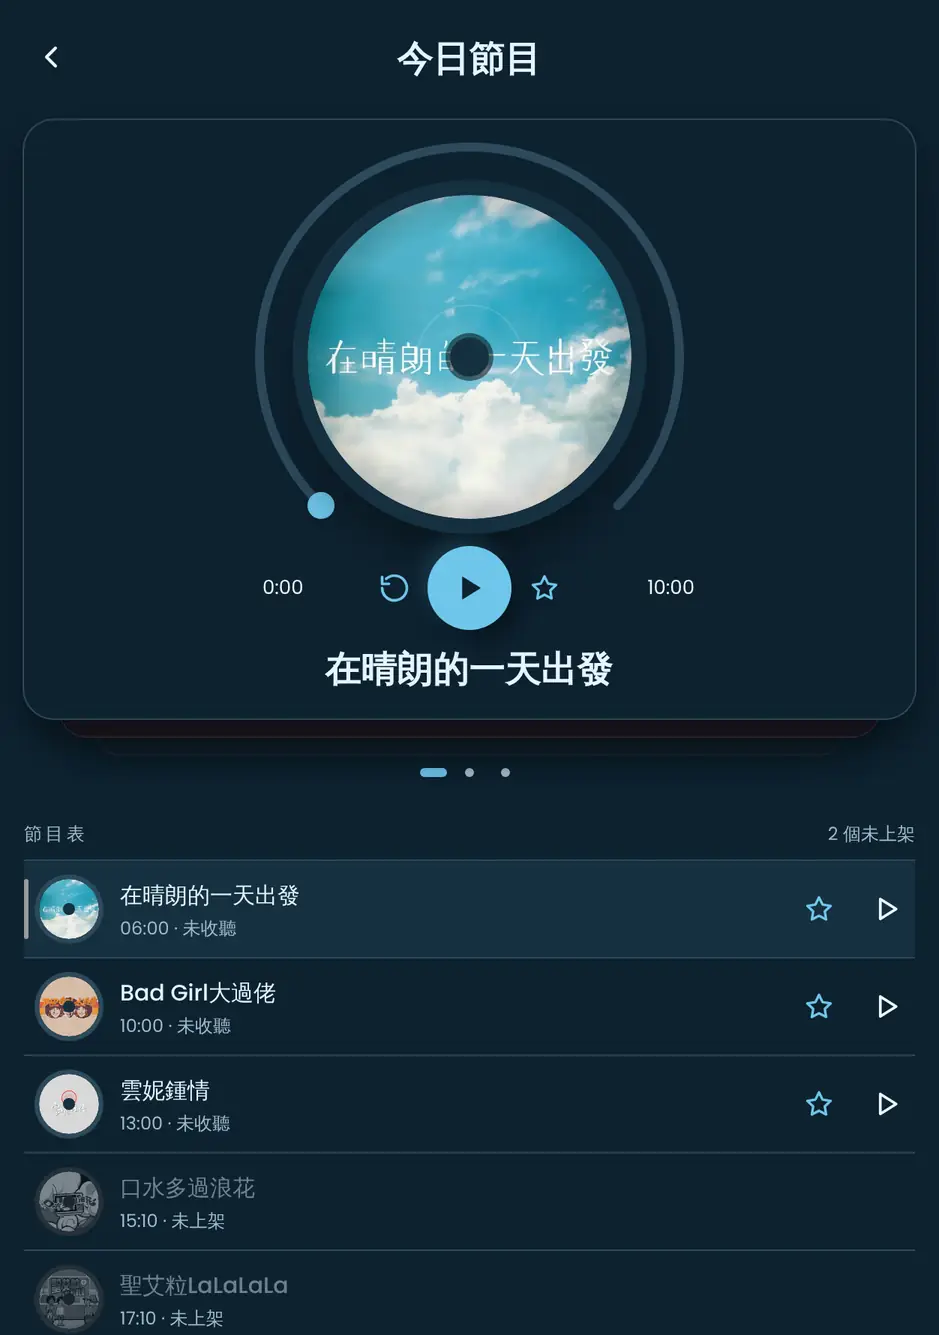 今日節目
在晴朗的一天出發
0:00
10:00
在晴朗的一天出發
節目表
2 個未上架
在晴朗的一天出發
06:00 · 未收聽
Bad Girl大過佬
10:00 · 未收聽
雲妮鍾情
13:00 · 未收聽
口水多過浪花
15:10 · 未上架
聖艾粒LaLaLaLa
17:10 · 未上架